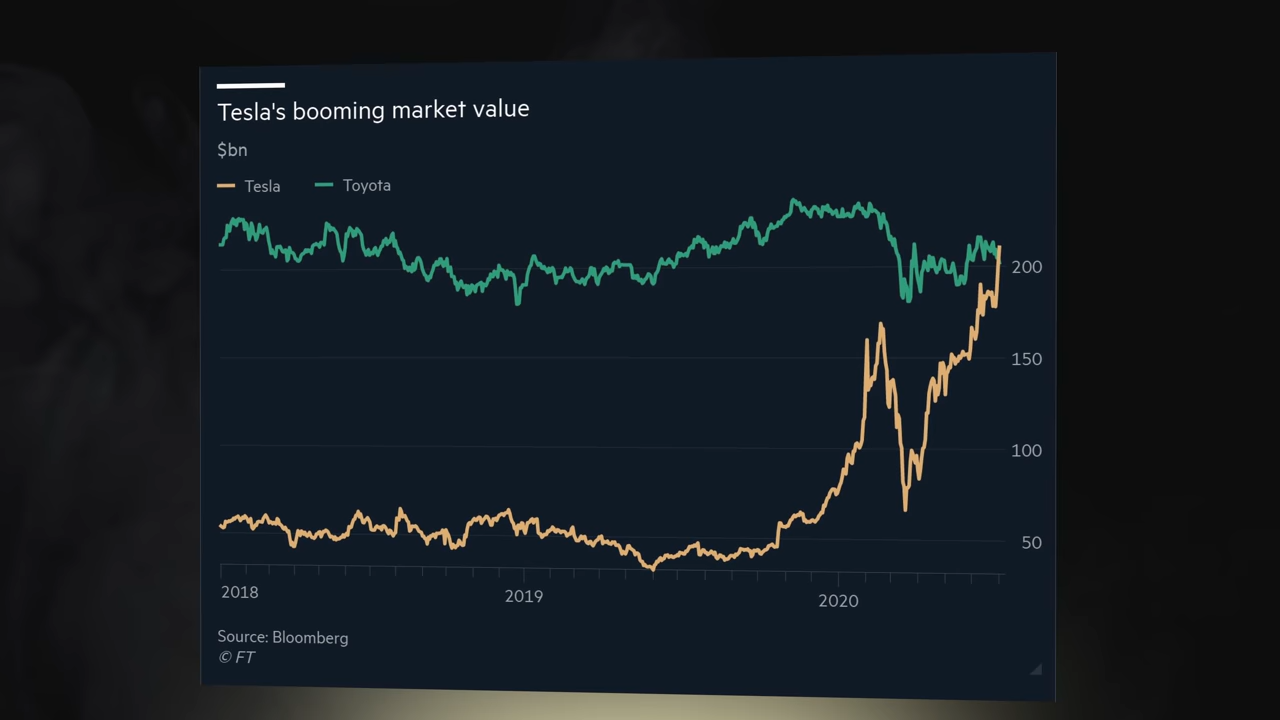 Tesla's booming market value
$bn
Tesla
Toyota
200
150
100
50
2018
2019
2020
Source: Bloomberg
© FT